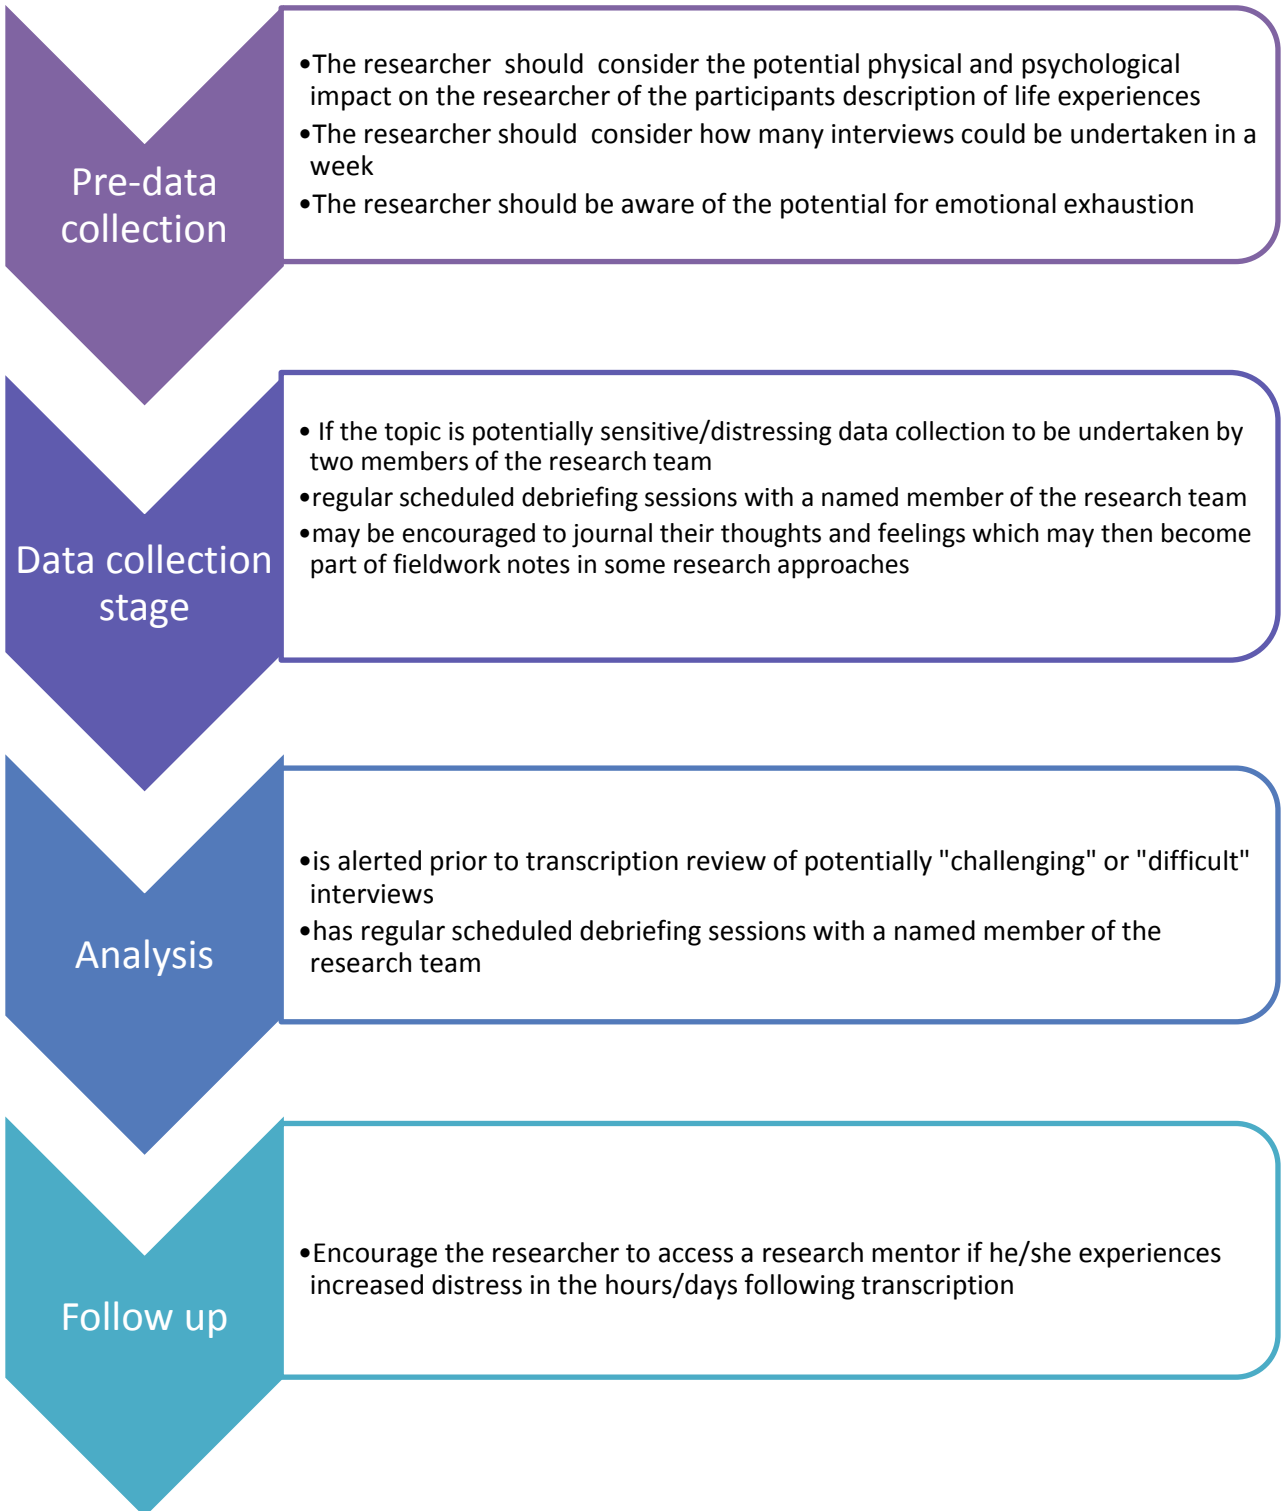 Pre-data
collection
•The researcher  should  consider the potential physical and psychological
impact on the researcher of the participants description of life experiences
•The researcher should  consider how many interviews could be undertaken in a
week
•The researcher should be aware of the potential for emotional exhaustion
Data collection
stage
• If the topic is potentially sensitive/distressing data collection to be undertaken by
two members of the research team
•regular scheduled debriefing sessions with a named member of the research team
•may be encouraged to journal their thoughts and feelings which may then become
part of fieldwork notes in some research approaches
Analysis
•is alerted prior to transcription review of potentially "challenging" or "difficult"
interviews
•has regular scheduled debriefing sessions with a named member of the
research team
Follow up
•Encourage the researcher to access a research mentor if he/she experiences
increased distress in the hours/days following transcription